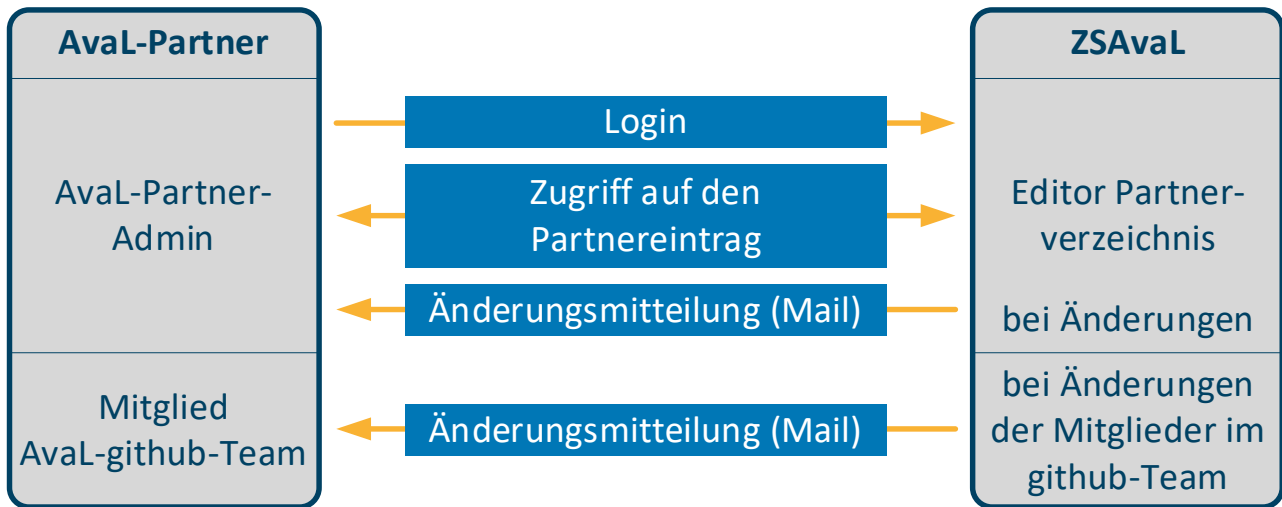 AvaL-Partner
AvaL-Partner-
Admin
Mitglied
AvaL-github-Team
Login
Zugriff auf den
Partnereintrag
Änderungsmitteilung (Mail)
Änderungsmitteilung (Mail)
ZSAvaL
Editor Partner-
verzeichnis
bei Änderungen
bei Änderungen
der Mitglieder im
github-Team